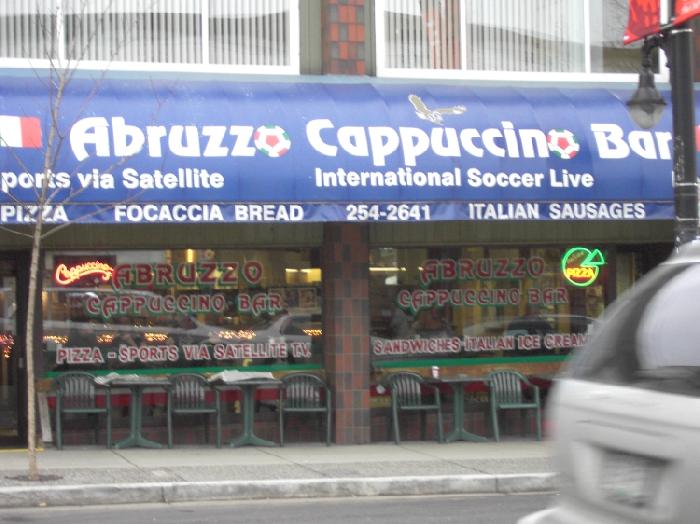 Abruzzo Cappuccino Bar
ports via Satellite International Soccer Live
PIZZA FOCACCIA BREAD 254-2641 ITALIAN SAUSAGES
Cappuccino
ABRUZZO
CAPPUCCINO BAR
PIZZA - SPORTS VIA SATELLITE TV.
ABRUZZO
PIZZA
CAPPUCCINO BAR
SANDWICHES ITALIAN ICE CREAM